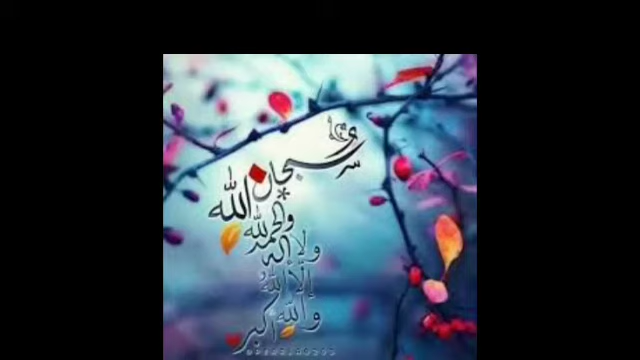 سبحان الله
والحمد لله
ولا إله
إلا الله
والله أكبر